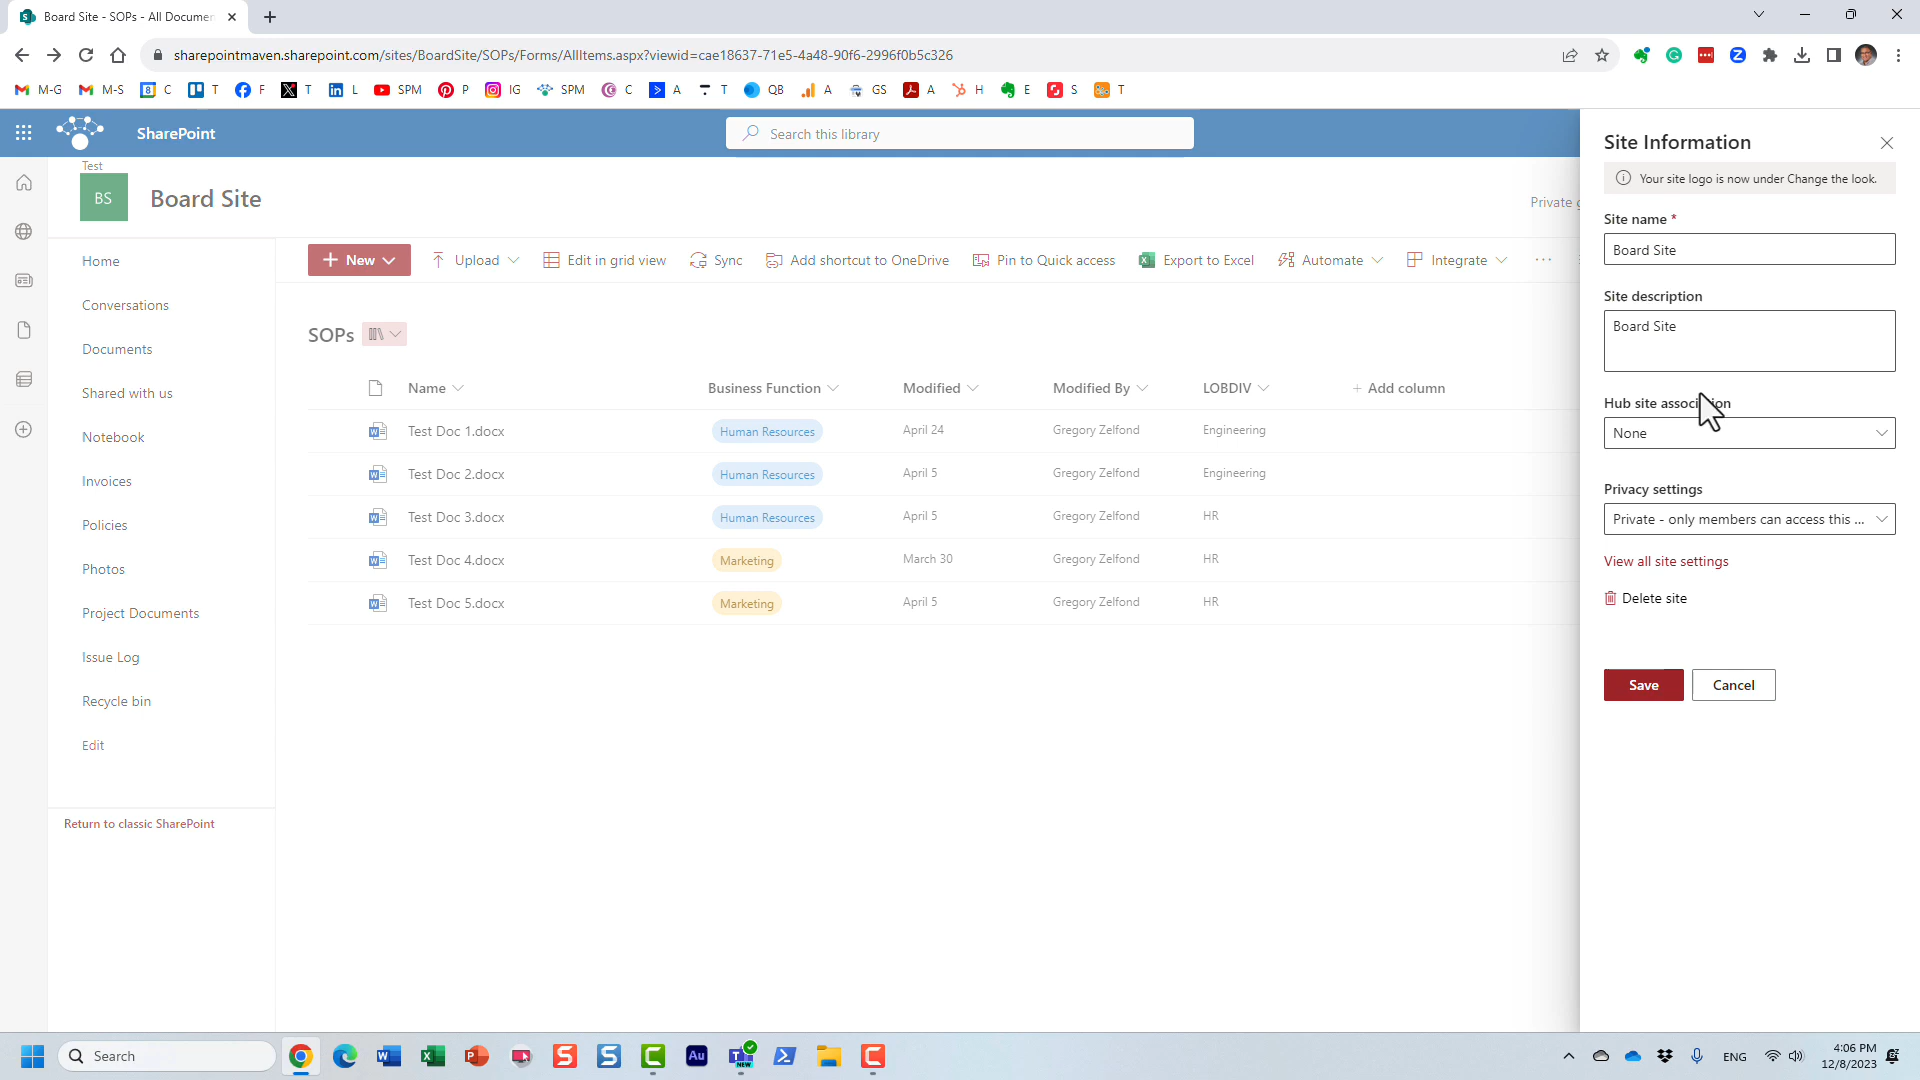 Board Site - SOPs - All Documen
sharepointmaven.sharepoint.com/sites/BoardSite/SOPs/Forms/AllItems.aspx?viewid=cae18637-71e5-4a48-90f6-2996f0b5c326
M-G M-S C T F T L SPM P IG SPM C A T QB A GS A H E S T
SharePoint
Search this library
Test
BS
Board Site
Private g
Home
Conversations
Documents
Shared with us
Notebook
Invoices
Policies
Photos
Project Documents
Issue Log
Recycle bin
Edit
Return to classic SharePoint
New Upload Edit in grid view Sync Add shortcut to OneDrive Pin to Quick access Export to Excel Automate Integrate
SOPs
Name Business Function Modified Modified By LOBDIV Add column
Test Doc 1.docx Human Resources April 24 Gregory Zelfond Engineering
Test Doc 2.docx Human Resources April 5 Gregory Zelfond Engineering
Test Doc 3.docx Human Resources April 5 Gregory Zelfond HR
Test Doc 4.docx Marketing March 30 Gregory Zelfond HR
Test Doc 5.docx Marketing April 5 Gregory Zelfond HR
Site Information
Your site logo is now under Change the look.
Site name *
Board Site
Site description
Board Site
Hub site association
None
Privacy settings
Private - only members can access this ...
View all site settings
Delete site
Save Cancel
Search
ENG
4:06 PM
12/8/2023